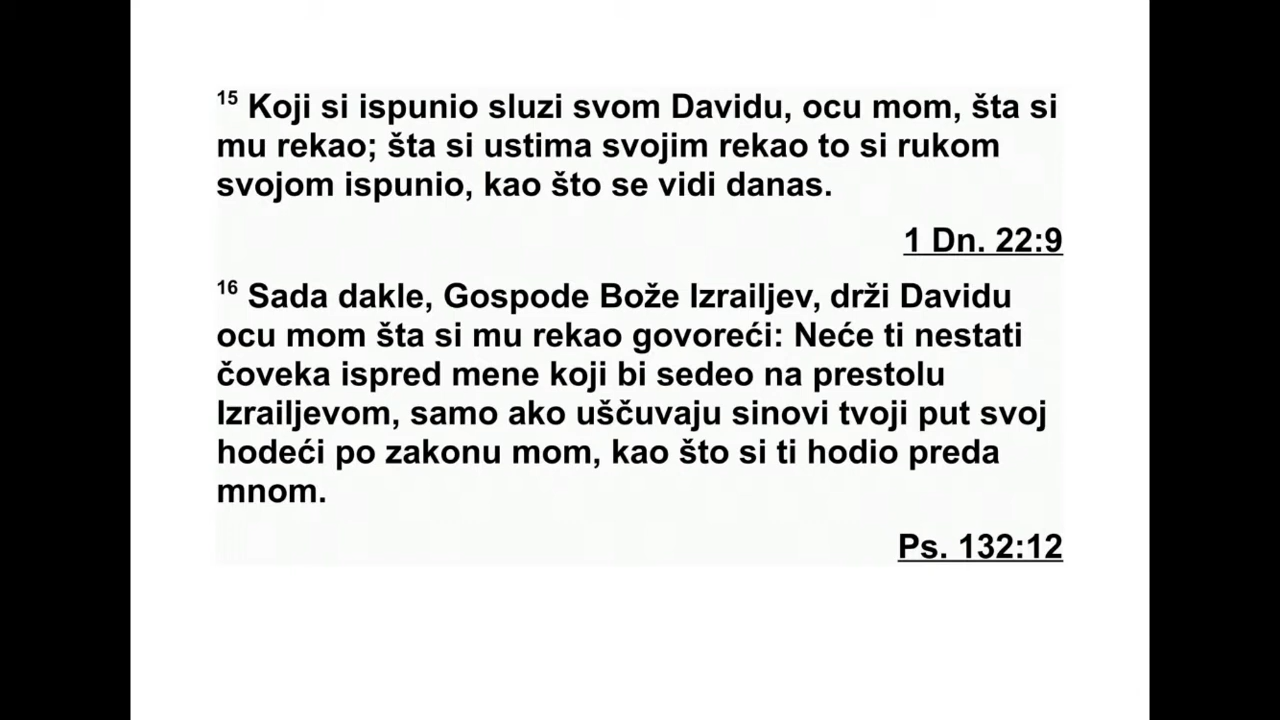 15 Koji si ispunio sluzi svom Davidu, ocu mom, šta si
mu rekao; šta si ustima svojim rekao to si rukom
svojom ispunio, kao što se vidi danas.
1 Dn. 22:9
16 Sada dakle, Gospode Bože Izrailjev, drži Davidu
ocu mom šta si mu rekao govoreći: Neće ti nestati
čoveka ispred mene koji bi sedeo na prestolu
Izrailjevom, samo ako uščuvaju sinovi tvoji put svoj
hodeći po zakonu mom, kao što si ti hodio preda
mnom.
Ps. 132:12